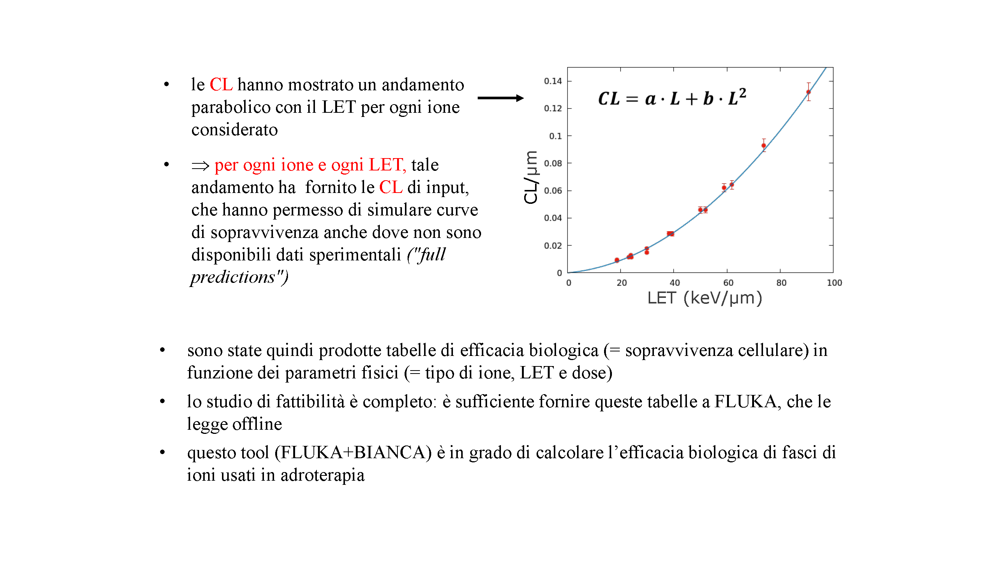 • le CL hanno mostrato un andamento
parabolico con il LET per ogni ione
considerato
• ⇒ per ogni ione e ogni LET, tale
andamento ha fornito le CL di input,
che hanno permesso di simulare curve
di sopravvivenza anche dove non sono
disponibili dati sperimentali ("full
predictions")
CL = a · L + b · L²
CL/µm
0.14
0.12
0.1
0.08
0.06
0.04
0.02
0
0 20 40 60 80 100
LET (keV/µm)
• sono state quindi prodotte tabelle di efficacia biologica (= sopravvivenza cellulare) in
funzione dei parametri fisici (= tipo di ione, LET e dose)
• lo studio di fattibilità è completo: è sufficiente fornire queste tabelle a FLUKA, che le
legge offline
• questo tool (FLUKA+BIANCA) è in grado di calcolare l’efficacia biologica di fasci di
ioni usati in adroterapia